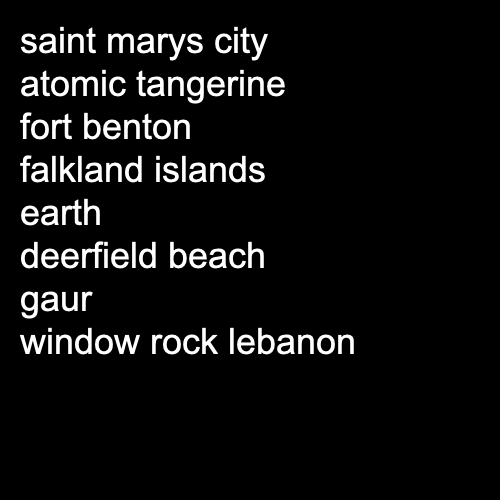 saint marys city
atomic tangerine
fort benton
falkland islands
earth
deerfield beach
gaur
window rock lebanon